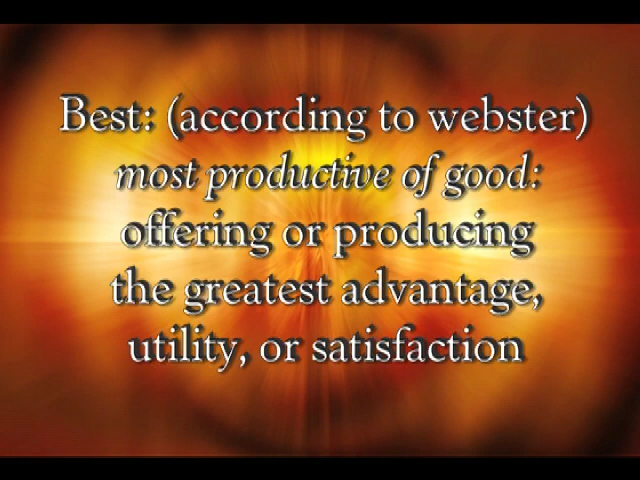 Best: (according to webster)
most productive of good:
offering or producing
the greatest advantage,
utility, or satisfaction